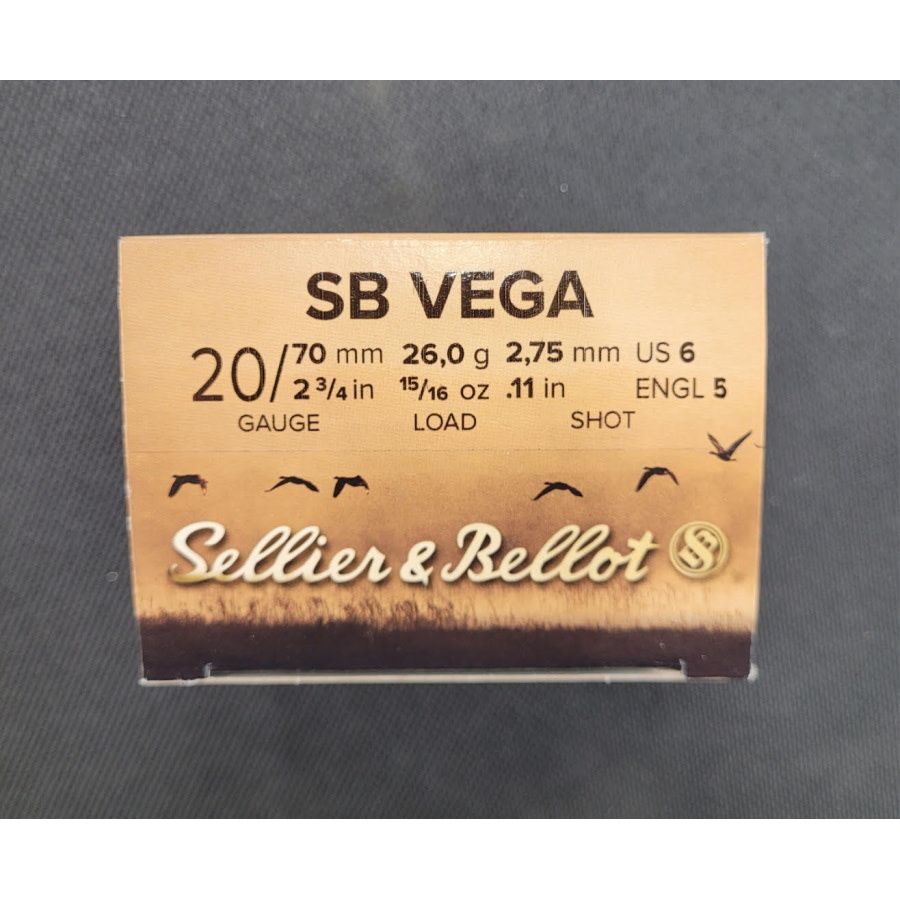 SB VEGA
20/ 70 mm 26,0 g 2,75 mm US 6
2 3/4 in 15/16 oz .11 in ENGL 5
GAUGE LOAD SHOT
Sellier & Bellot SB